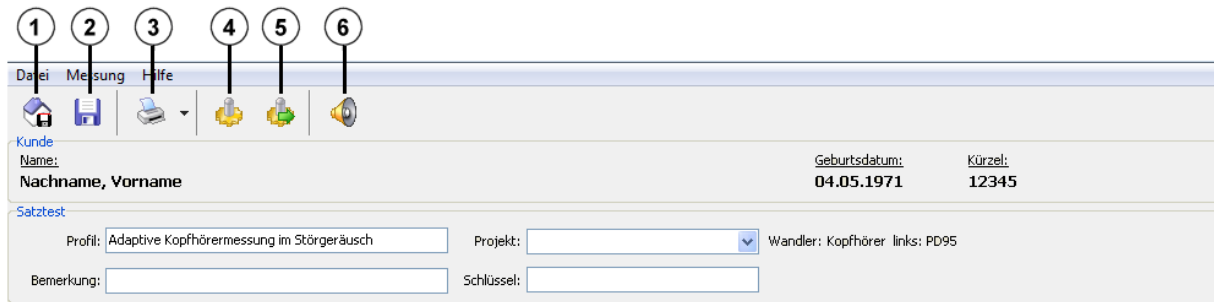 1 2 3 4 5 6
Datei Messung Hilfe
Kunde
Name: Geburtsdatum: Kürzel:
Nachname, Vorname 04.05.1971 12345
Satztest
Profil: Adaptive Kopfhörermessung im Störgeräusch Projekt: Wandler: Kopfhörer links: PD95
Bemerkung: Schlüssel: